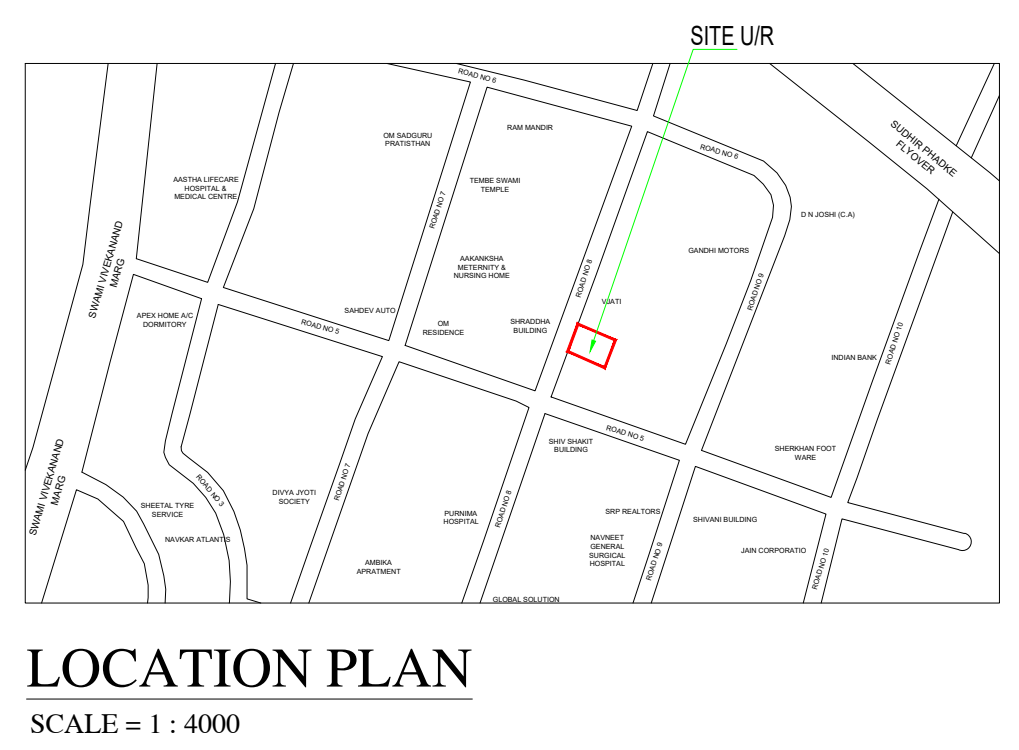 SITE U/R
ROAD NO 6
SUDHIR PHADKE
FLYOVER
RAM MANDIR
OM SADGURU
PRATISTHAN
ROAD NO 6
AASTHA LIFECARE
HOSPITAL &
MEDICAL CENTRE
TEMBE SWAMI
TEMPLE
ROAD NO 7
D N JOSHI (C.A)
SWAMI VIVEKANAND
MARG
AAKANKSHA
METERNITY &
NURSING HOME
GANDHI MOTORS
ROAD NO 8
ROAD NO 9
VJATI
SAHDEV AUTO
APEX HOME A/C
DORMITORY
ROAD NO 5
OM
RESIDENCE
SHRADDHA
BUILDING
INDIAN BANK
ROAD NO 10
ROAD NO 5
SHIV SHAKIT
BUILDING
SHERKHAN FOOT
WARE
SWAMI VIVEKANAND
MARG
ROAD NO 3
ROAD NO 7
DIVYA JYOTI
SOCIETY
SHEETAL TYRE
SERVICE
ROAD NO 8
PURNIMA
HOSPITAL
SRP REALTORS
SHIVANI BUILDING
NAVKAR ATLANTIS
NAVNEET
GENERAL
SURGICAL
HOSPITAL
ROAD NO 9
JAIN CORPORATIO
ROAD NO 10
AMBIKA
APRATMENT
GLOBAL SOLUTION
LOCATION PLAN
SCALE = 1 : 4000